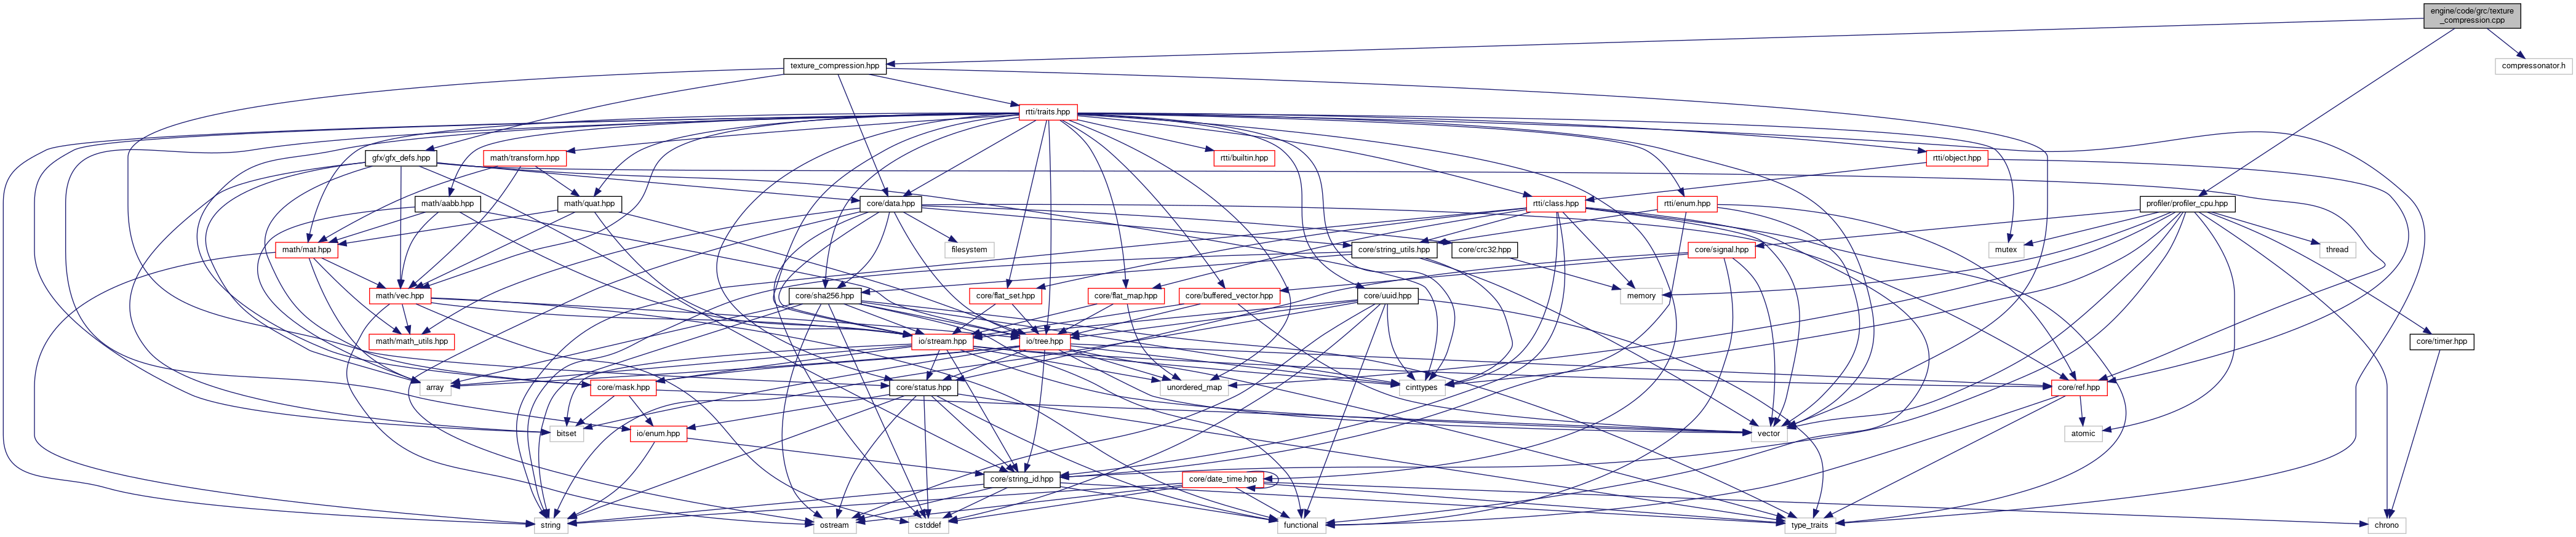 engine/code/grc/texture
_compression.cpp
texture_compression.hpp
compressonator.h
rtti/traits.hpp
gfx/gfx_defs.hpp
math/transform.hpp
rtti/builtin.hpp
rtti/object.hpp
math/aabb.hpp
math/quat.hpp
core/data.hpp
rtti/class.hpp
rtti/enum.hpp
profiler/profiler_cpu.hpp
math/mat.hpp
filesystem
core/string_utils.hpp
core/crc32.hpp
core/signal.hpp
mutex
thread
math/vec.hpp
core/sha256.hpp
core/flat_set.hpp
core/flat_map.hpp
core/buffered_vector.hpp
core/uuid.hpp
memory
math/math_utils.hpp
io/stream.hpp
io/tree.hpp
core/timer.hpp
array
core/mask.hpp
core/status.hpp
unordered_map
cinttypes
core/ref.hpp
bitset
io/enum.hpp
vector
atomic
core/string_id.hpp
core/date_time.hpp
string
ostream
cstddef
functional
type_traits
chrono